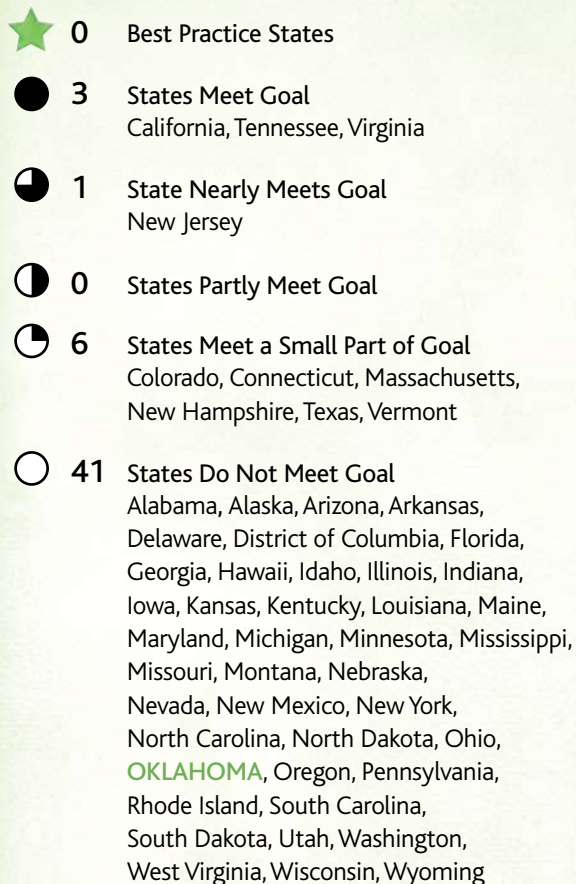 0 Best Practice States
3 States Meet Goal
California, Tennessee, Virginia
1 State Nearly Meets Goal
New Jersey
0 States Partly Meet Goal
6 States Meet a Small Part of Goal
Colorado, Connecticut, Massachusetts,
New Hampshire, Texas, Vermont
41 States Do Not Meet Goal
Alabama, Alaska, Arizona, Arkansas,
Delaware, District of Columbia, Florida,
Georgia, Hawaii, Idaho, Illinois, Indiana,
Iowa, Kansas, Kentucky, Louisiana, Maine,
Maryland, Michigan, Minnesota, Mississippi,
Missouri, Montana, Nebraska,
Nevada, New Mexico, New York,
North Carolina, North Dakota, Ohio,
OKLAHOMA, Oregon, Pennsylvania,
Rhode Island, South Carolina,
South Dakota, Utah, Washington,
West Virginia, Wisconsin, Wyoming